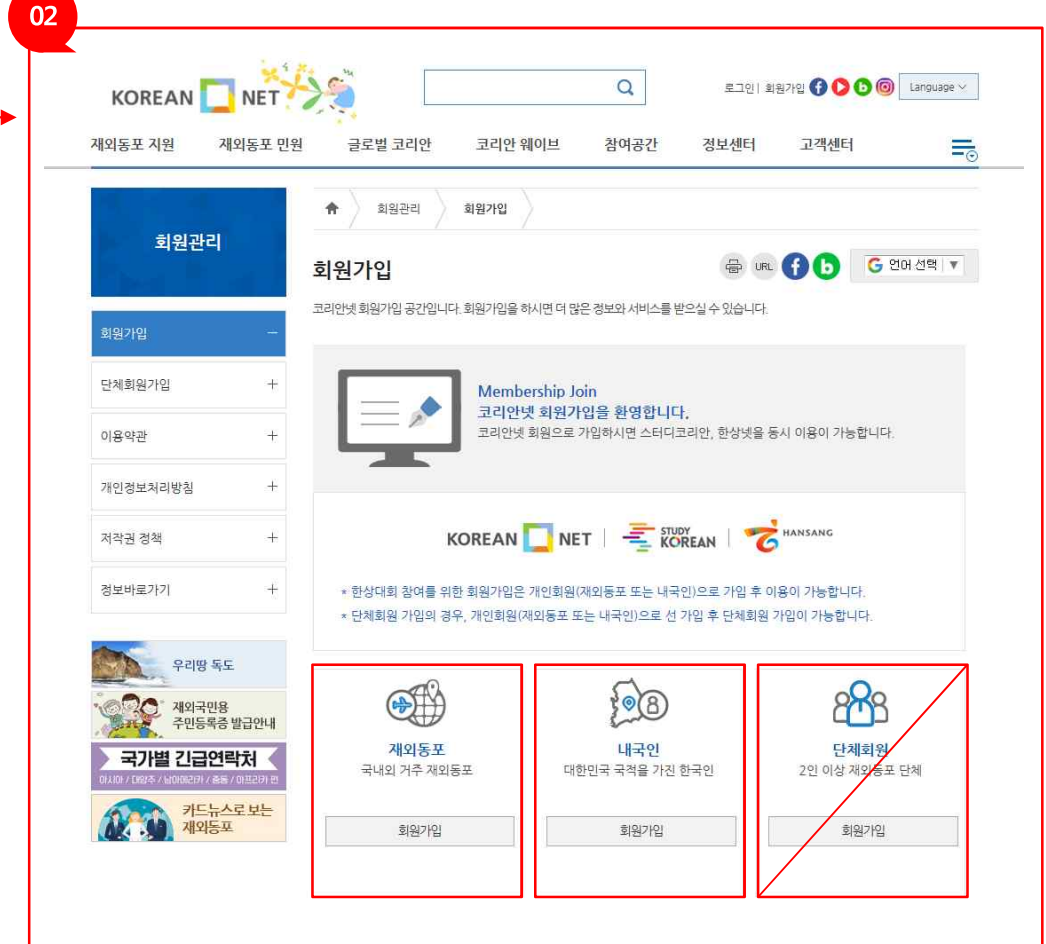 02
KOREAN NET
로그인 | 회원가입 Language
재외동포 지원 재외동포 민원 글로벌 코리안 코리안 웨이브 참여공간 정보센터 고객센터
회원관리
회원가입
단체회원가입
이용약관
개인정보처리방침
저작권 정책
정보바로가기
우리땅 독도
재외국민용
주민등록증 발급안내
국가별 긴급연락처
아시아 / 대양주 / 남아메리카 / 중동 / 아프리카 편
카드뉴스로 보는
재외동포
회원관리 회원가입
회원가입
URL 언어 선택 ▼
코리안넷 회원가입 공간입니다. 회원가입을 하시면 더 많은 정보와 서비스를 받으실 수 있습니다.
Membership Join
코리안넷 회원가입을 환영합니다.
코리안넷 회원으로 가입하시면 스터디코리안, 한상넷을 동시 이용이 가능합니다.
KOREAN NET | STUDY KOREAN | HANSANG
* 한상대회 참여를 위한 회원가입은 개인회원(재외동포 또는 내국인)으로 가입 후 이용이 가능합니다.
* 단체회원 가입의 경우, 개인회원(재외동포 또는 내국인)으로 선 가입 후 단체회원 가입이 가능합니다.
재외동포
국내외 거주 재외동포
회원가입
내국인
대한민국 국적을 가진 한국인
회원가입
단체회원
2인 이상 재외동포 단체
회원가입